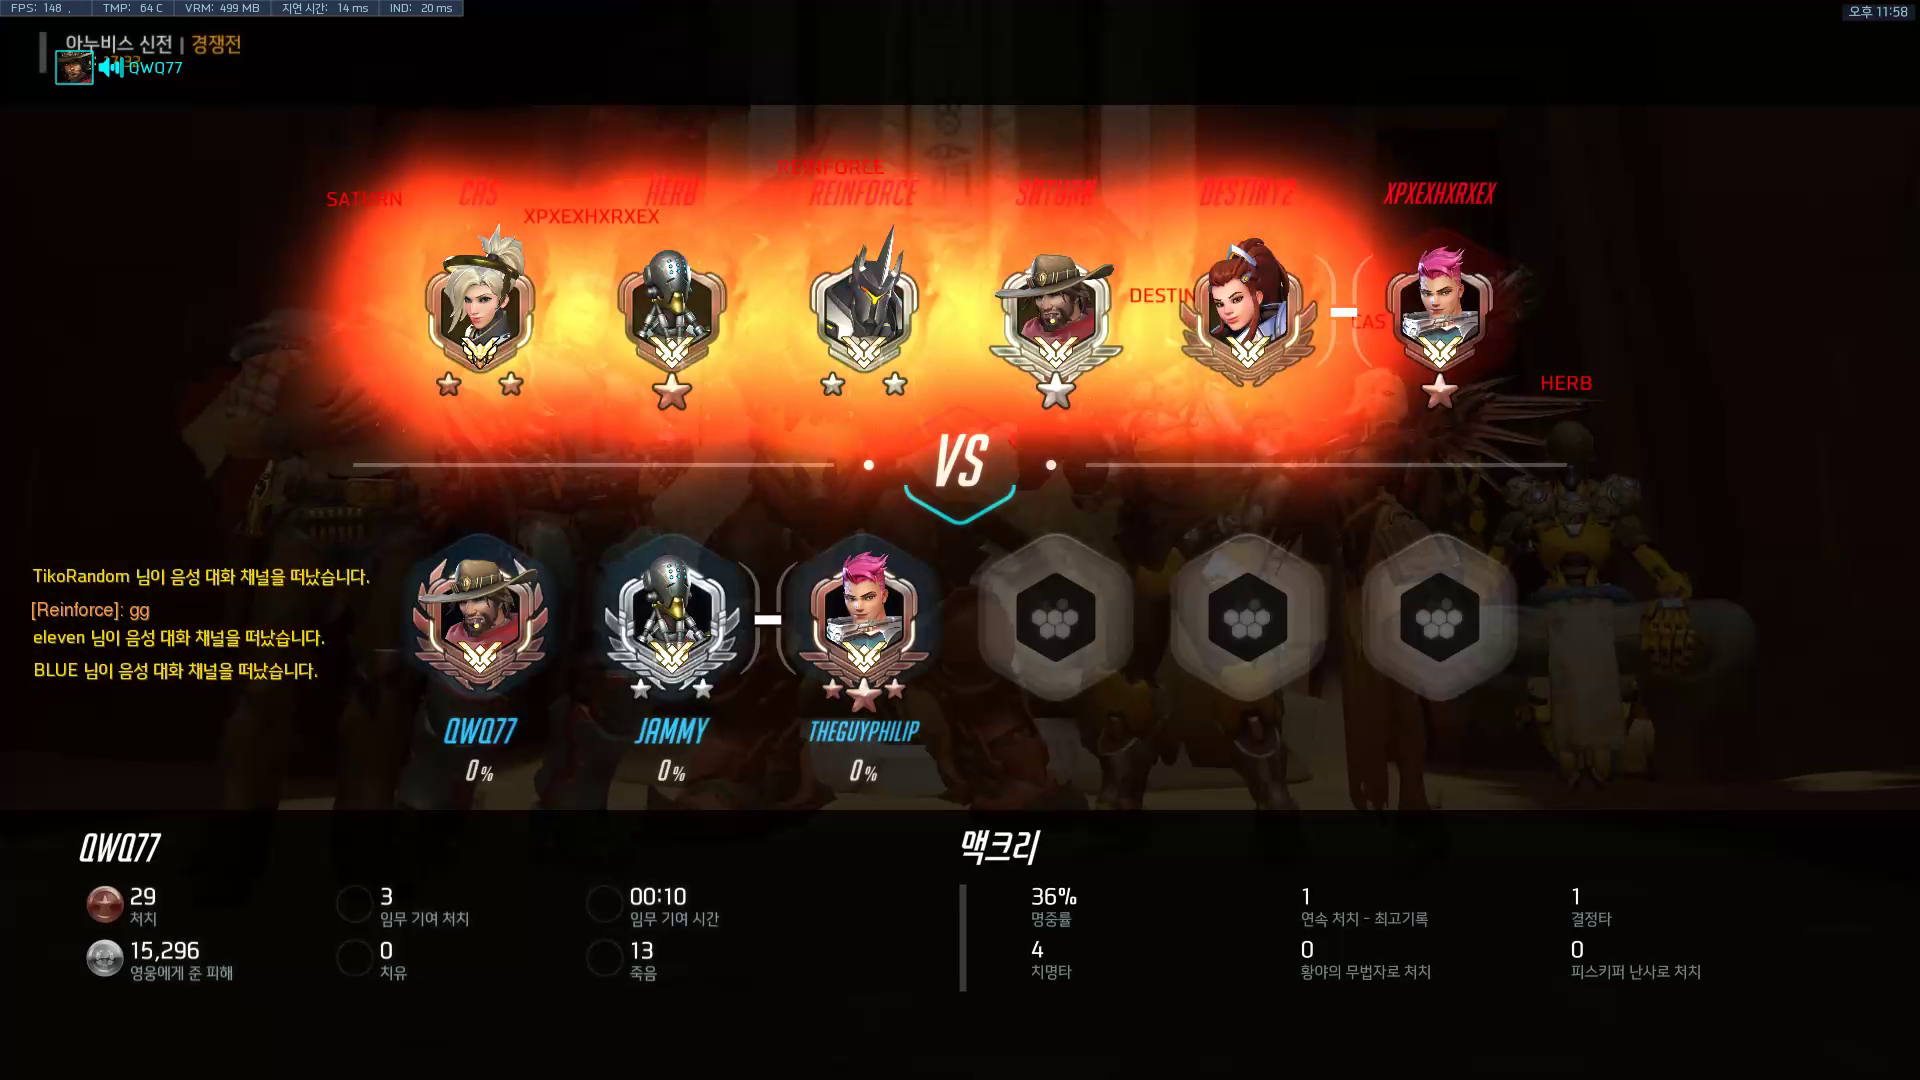 FPS: 148 . TMP: 64 C VRM: 499 MB 지연 시간: 14 ms IND: 20 ms
오후 11:58
아누비스 신전 | 경쟁전
QWQ77
REINFORCE
SATURN CAS HERB REINFORCE SATURN DESTINY2 XPXEXHXRXEX
XPXEXHXRXEX
DESTIN
CAS
HERB
VS
TikoRandom 님이 음성 대화 채널을 떠났습니다.
[Reinforce]: gg
eleven 님이 음성 대화 채널을 떠났습니다.
BLUE 님이 음성 대화 채널을 떠났습니다.
QWQ77 JAMMY THEGUYPHILIP
0% 0% 0%
QWQ77
29 3 00:10
처치 임무 기여 처치 임무 기여 시간
15,296 0 13
영웅에게 준 피해 치유 죽음
맥크리
36% 1 1
명중률 연속 처치 - 최고기록 결정타
4 0 0
치명타 황야의 무법자로 처치 피스키퍼 난사로 처치